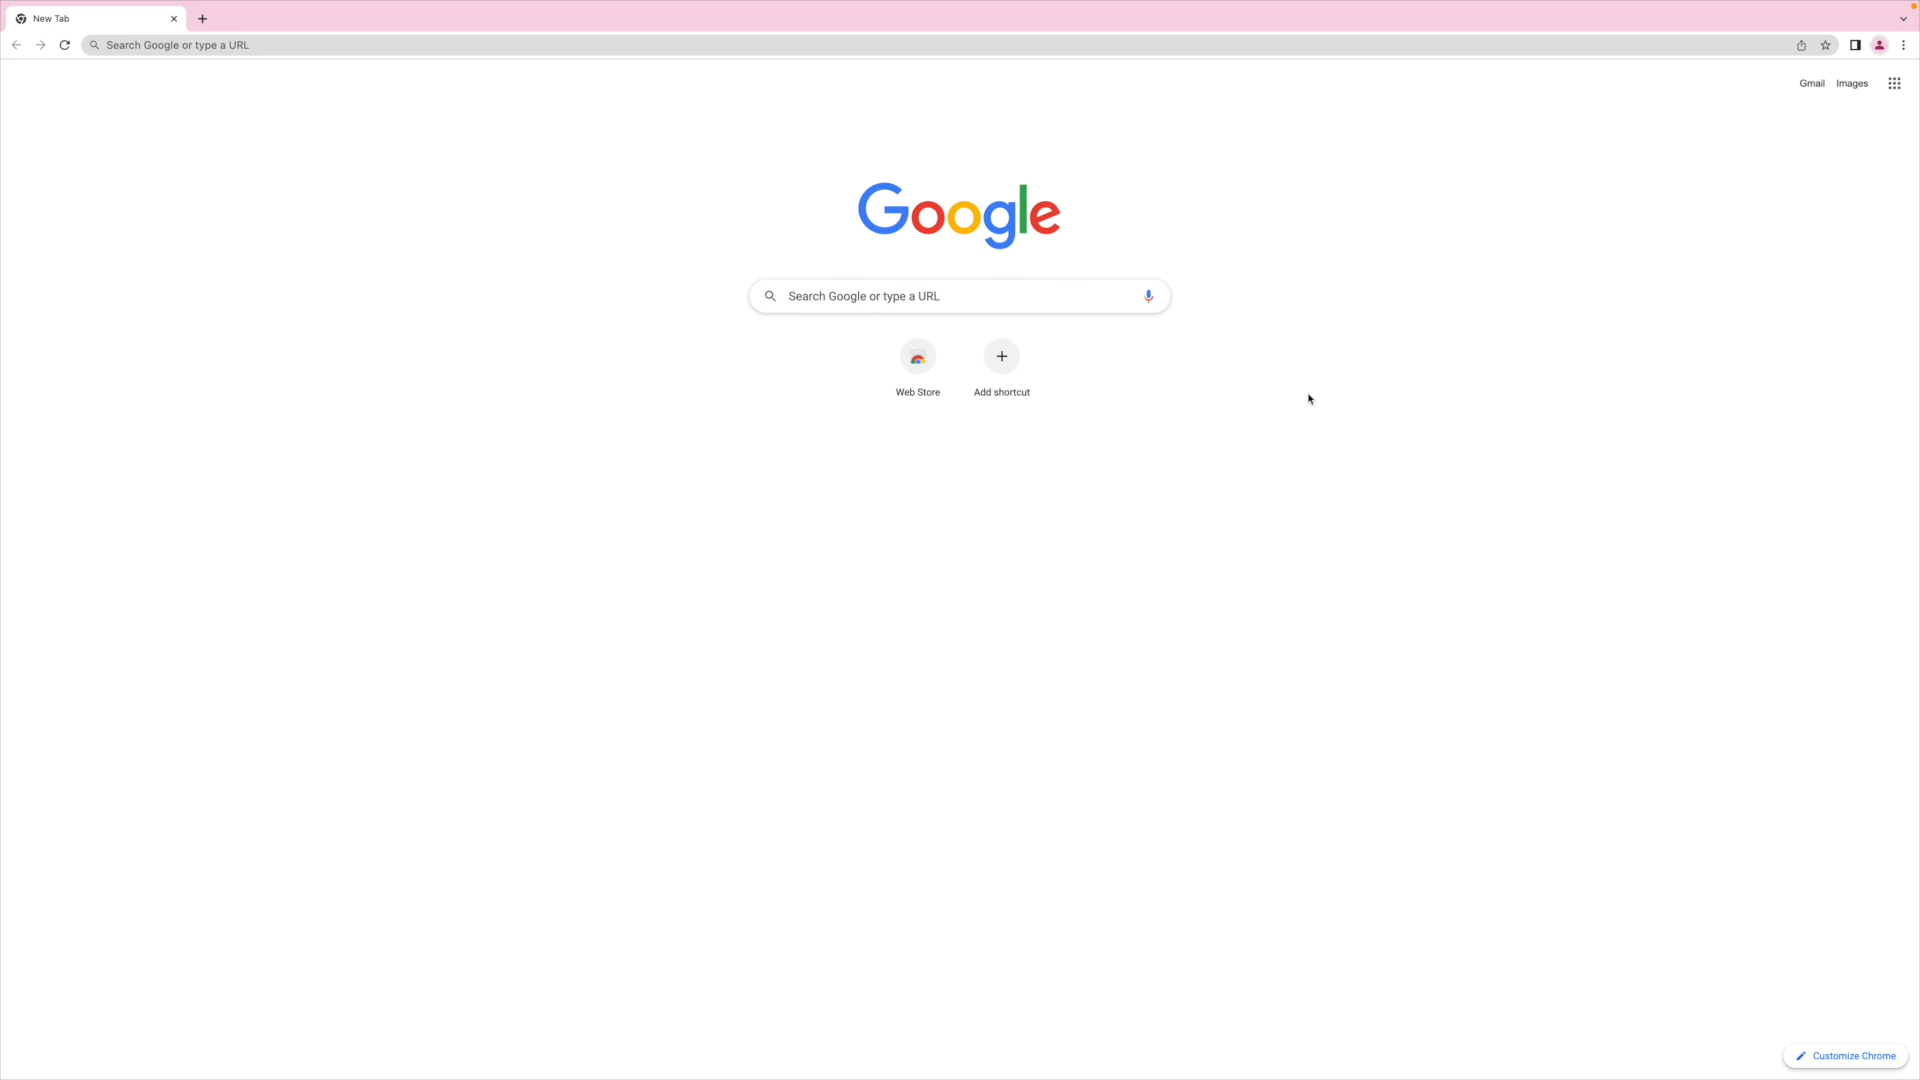 New Tab
Search Google or type a URL
Gmail Images
Google
Search Google or type a URL
Web Store Add shortcut
Customize Chrome